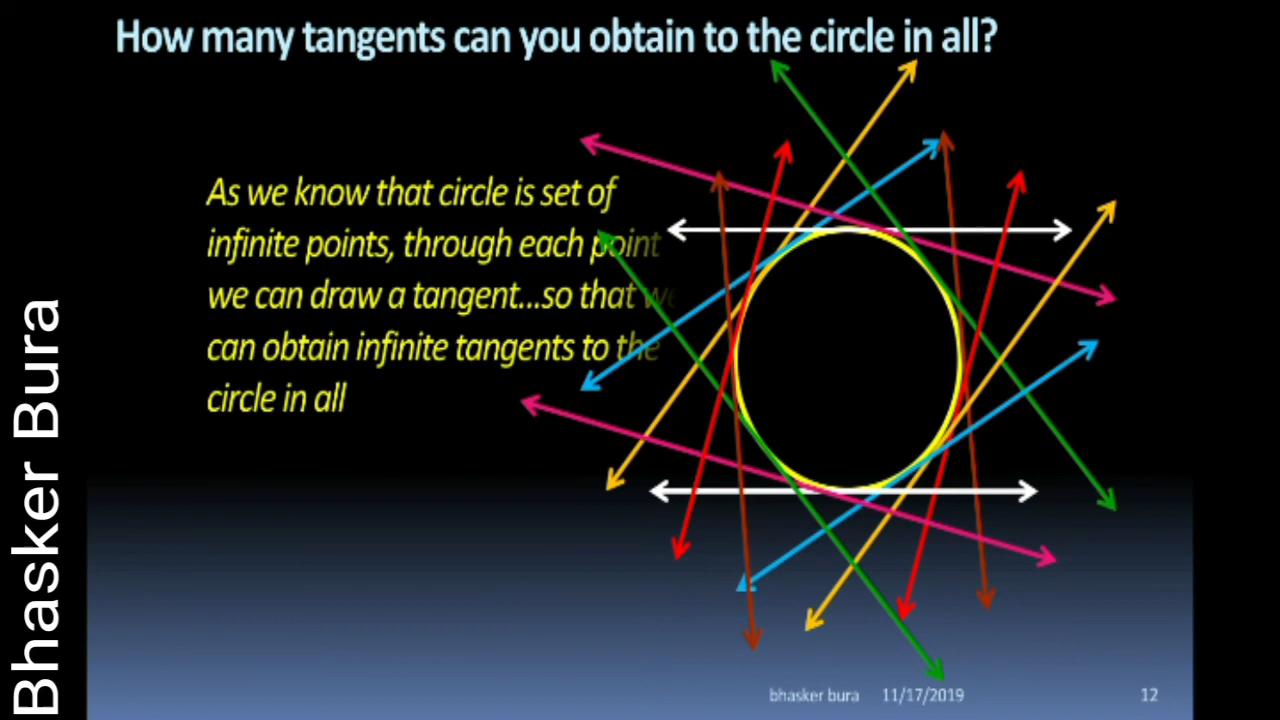 How many tangents can you obtain to the circle in all?
As we know that circle is set of
infinite points, through each point
we can draw a tangent...so that we
can obtain infinite tangents to the
circle in all
Bhasker Bura
bhasker bura 11/17/2019 12